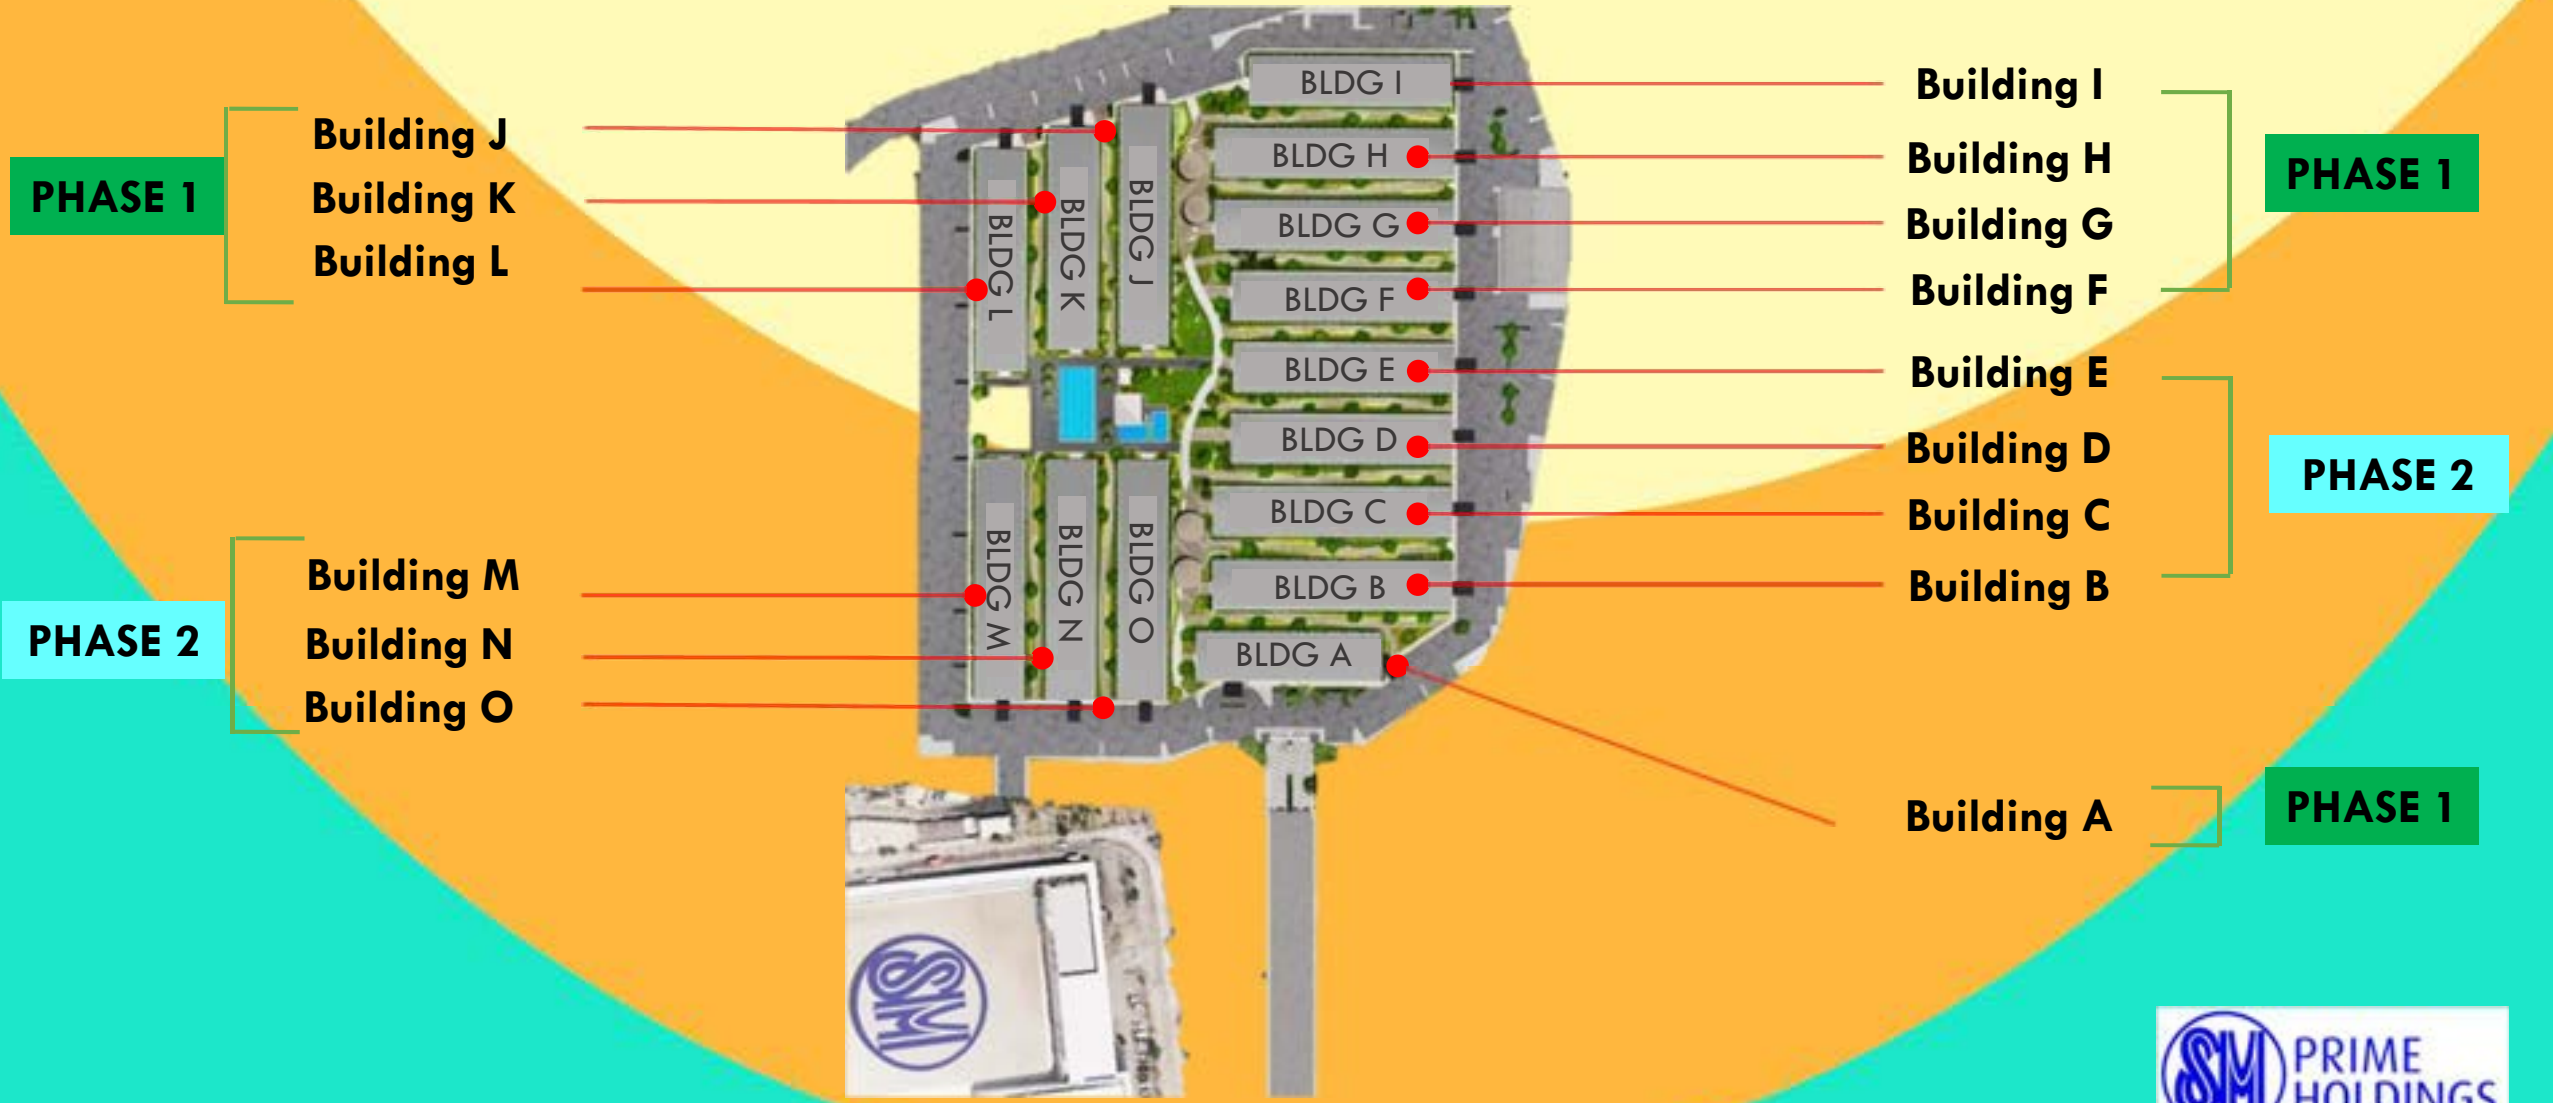 PHASE 1
Building J
Building K
Building L
PHASE 2
Building M
Building N
Building O
BLDG I
BLDG H
BLDG G
BLDG F
BLDG E
BLDG D
BLDG C
BLDG B
BLDG A
BLDG L
BLDG K
BLDG J
BLDG M
BLDG N
BLDG O
SM
Building I
Building H
Building G
Building F
PHASE 1
Building E
Building D
Building C
Building B
PHASE 2
Building A
PHASE 1
SM PRIME
HOLDINGS